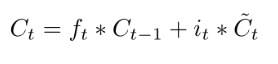 $C_t = f_t * C_{t-1} + i_t * \tilde{C}_t$